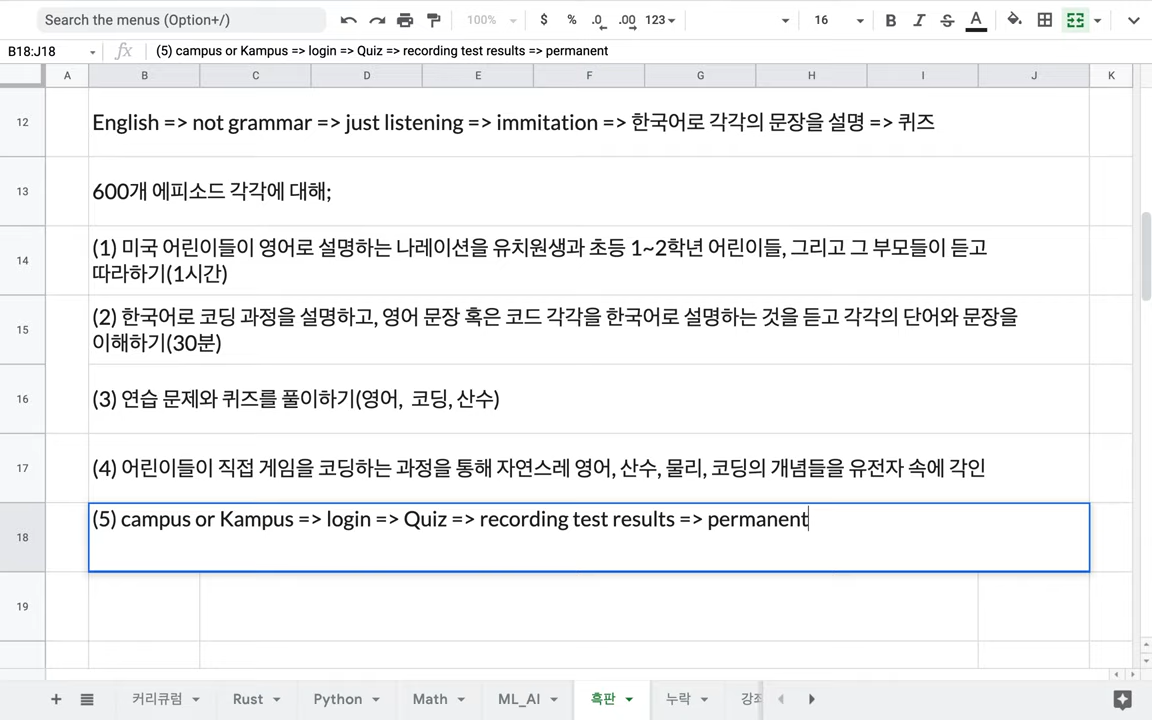 Search the menus (Option+/)
100%
$ % .0 .00 123
16
B I S A
B18:J18
fx
(5) campus or Kampus => login => Quiz => recording test results => permanent
A B C D E F G H I J K
12
English => not grammar => just listening => immitation => 한국어로 각각의 문장을 설명 => 퀴즈
13
600개 에피소드 각각에 대해;
14
(1) 미국 어린이들이 영어로 설명하는 나레이션을 유치원생과 초등 1~2학년 어린이들, 그리고 그 부모들이 듣고
따라하기(1시간)
15
(2) 한국어로 코딩 과정을 설명하고, 영어 문장 혹은 코드 각각을 한국어로 설명하는 것을 듣고 각각의 단어와 문장을
이해하기(30분)
16
(3) 연습 문제와 퀴즈를 풀이하기(영어, 코딩, 산수)
17
(4) 어린이들이 직접 게임을 코딩하는 과정을 통해 자연스레 영어, 산수, 물리, 코딩의 개념들을 유전자 속에 각인
18
(5) campus or Kampus => login => Quiz => recording test results => permanent
19
+ 커리큘럼 Rust Python Math ML_AI 흑판 누락 강좌